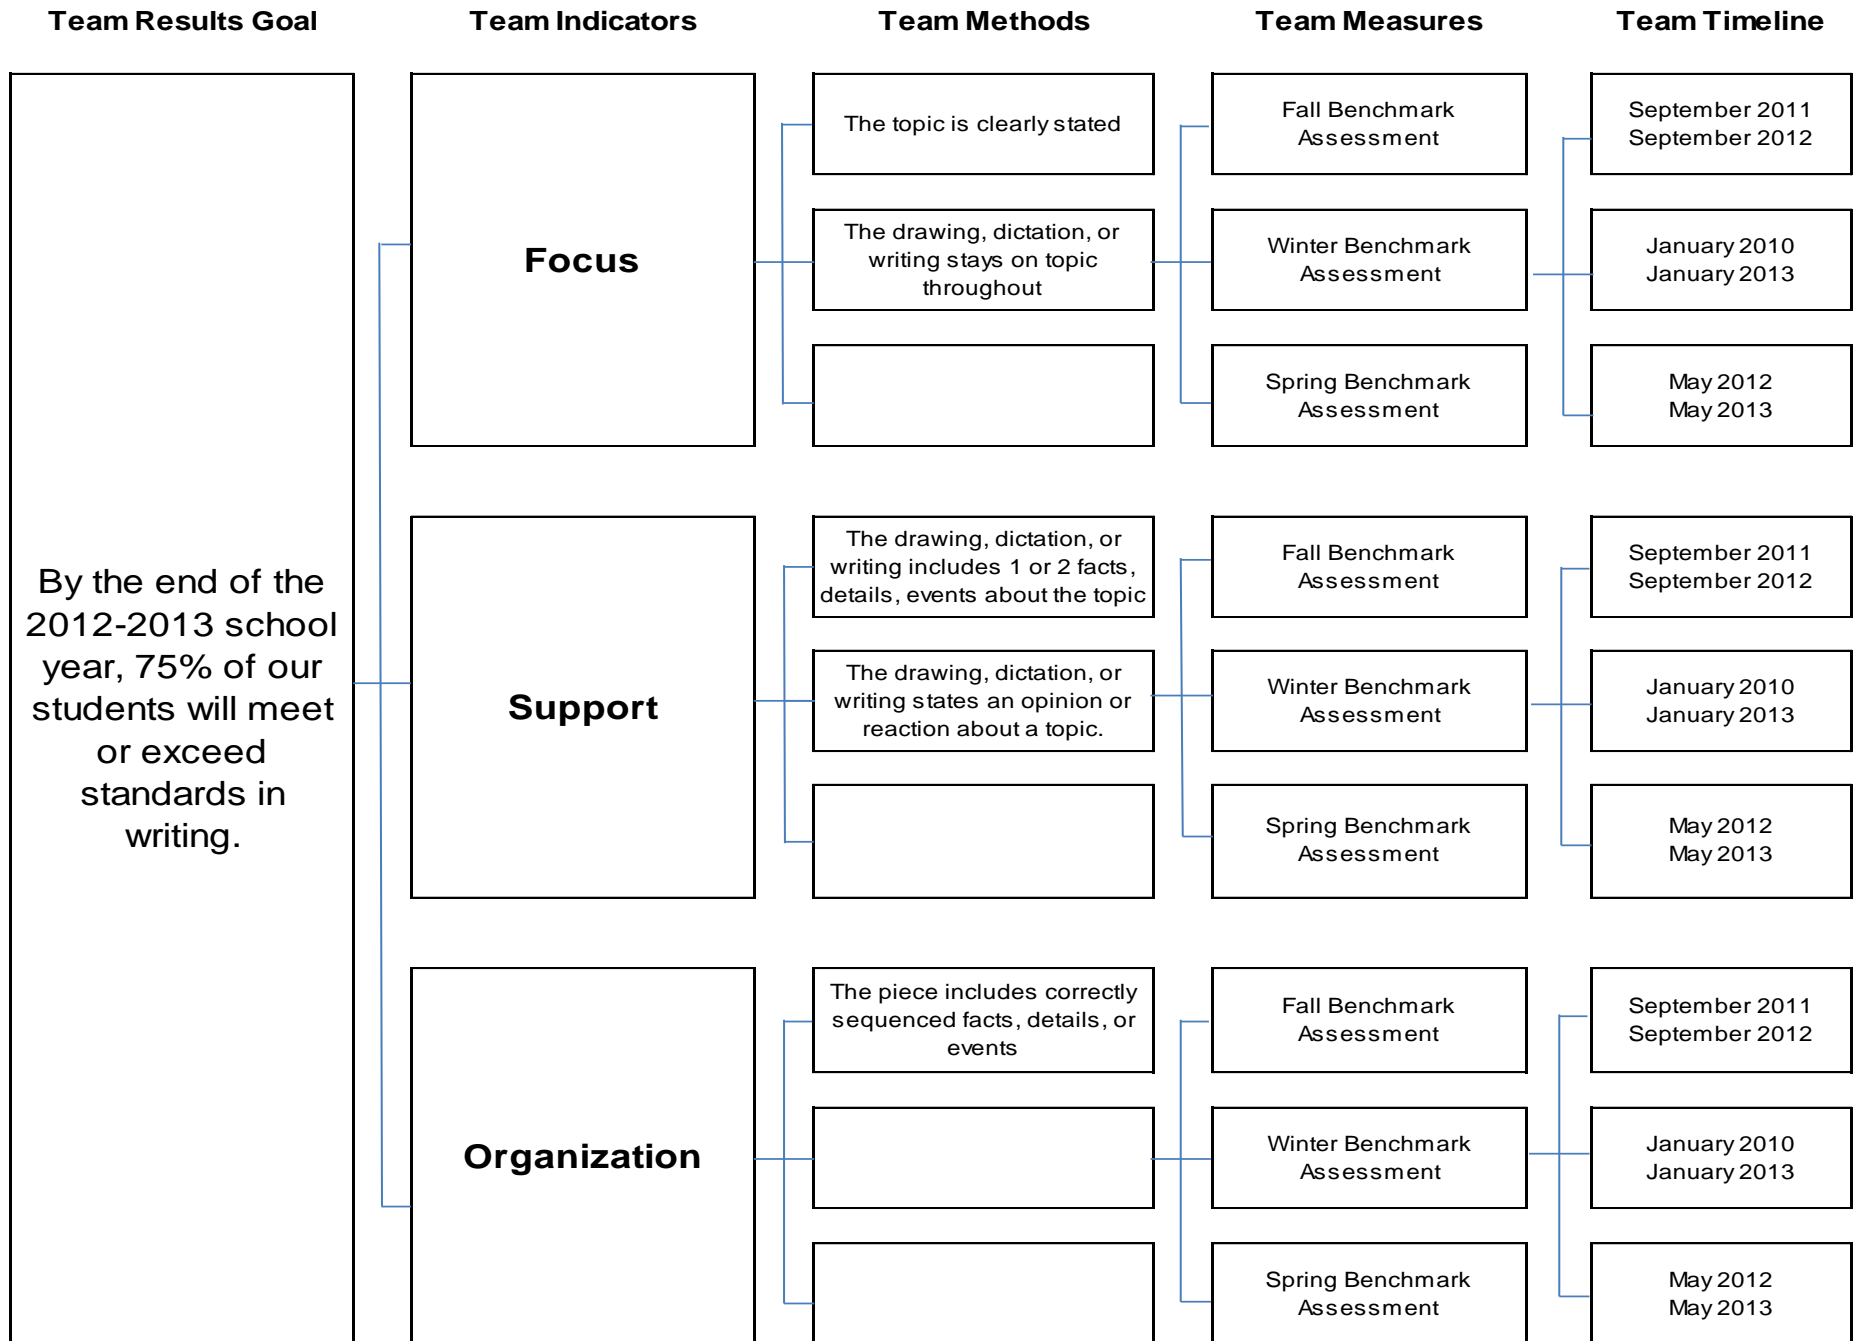 Team Results Goal
Team Indicators
Team Methods
Team Measures
Team Timeline
By the end of the
2012-2013 school
year, 75% of our
students will meet
or exceed
standards in
writing.
Focus
The topic is clearly stated
The drawing, dictation, or
writing stays on topic
throughout
Fall Benchmark
Assessment
Winter Benchmark
Assessment
Spring Benchmark
Assessment
September 2011
September 2012
January 2010
January 2013
May 2012
May 2013
Support
The drawing, dictation, or
writing includes 1 or 2 facts,
details, events about the topic
The drawing, dictation, or
writing states an opinion or
reaction about a topic.
Fall Benchmark
Assessment
Winter Benchmark
Assessment
Spring Benchmark
Assessment
September 2011
September 2012
January 2010
January 2013
May 2012
May 2013
Organization
The piece includes correctly
sequenced facts, details, or
events
Fall Benchmark
Assessment
Winter Benchmark
Assessment
Spring Benchmark
Assessment
September 2011
September 2012
January 2010
January 2013
May 2012
May 2013